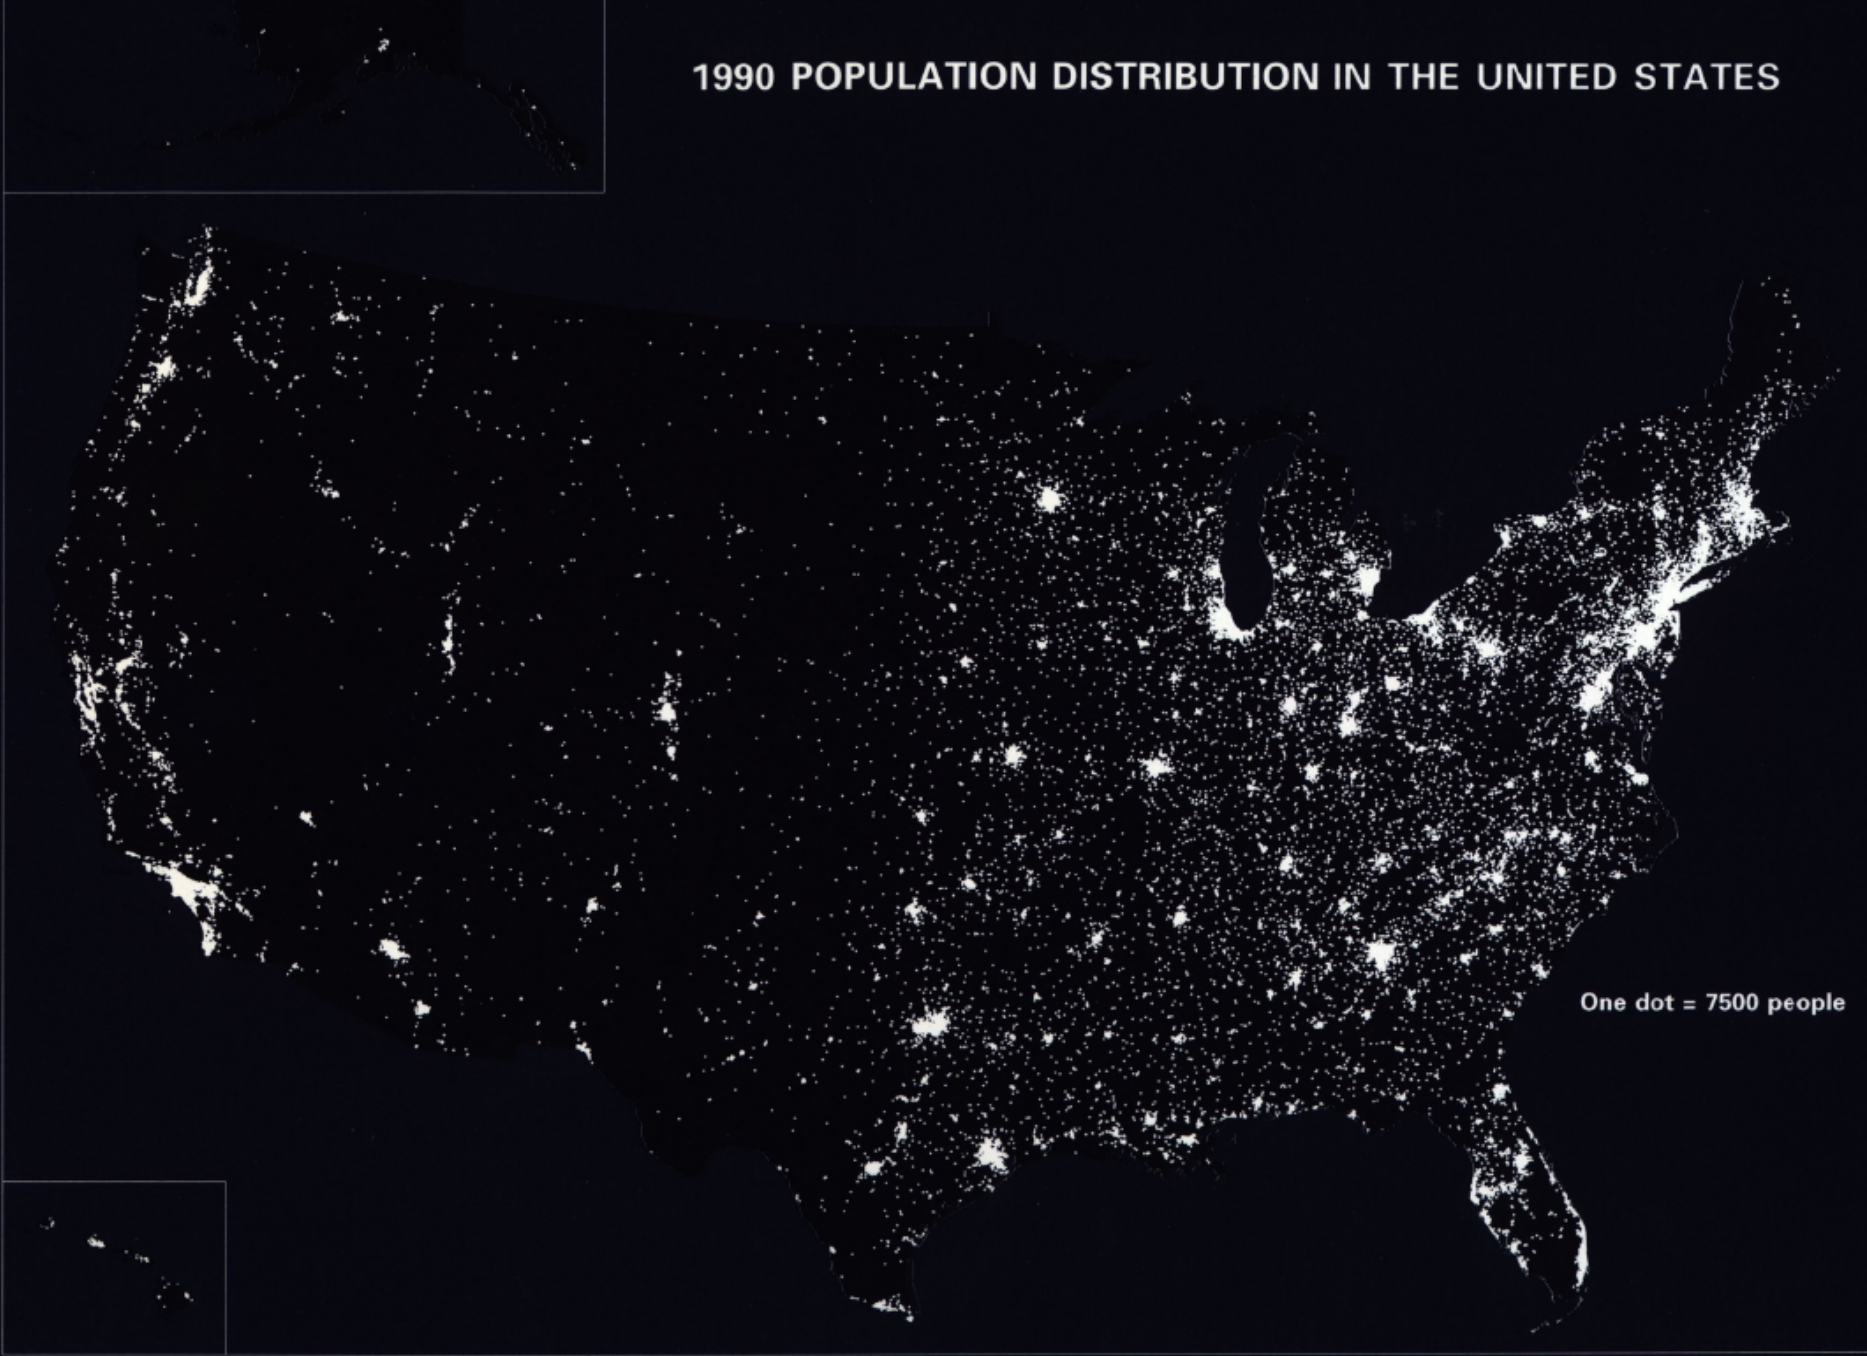 1990 POPULATION DISTRIBUTION IN THE UNITED STATES
One dot = 7500 people